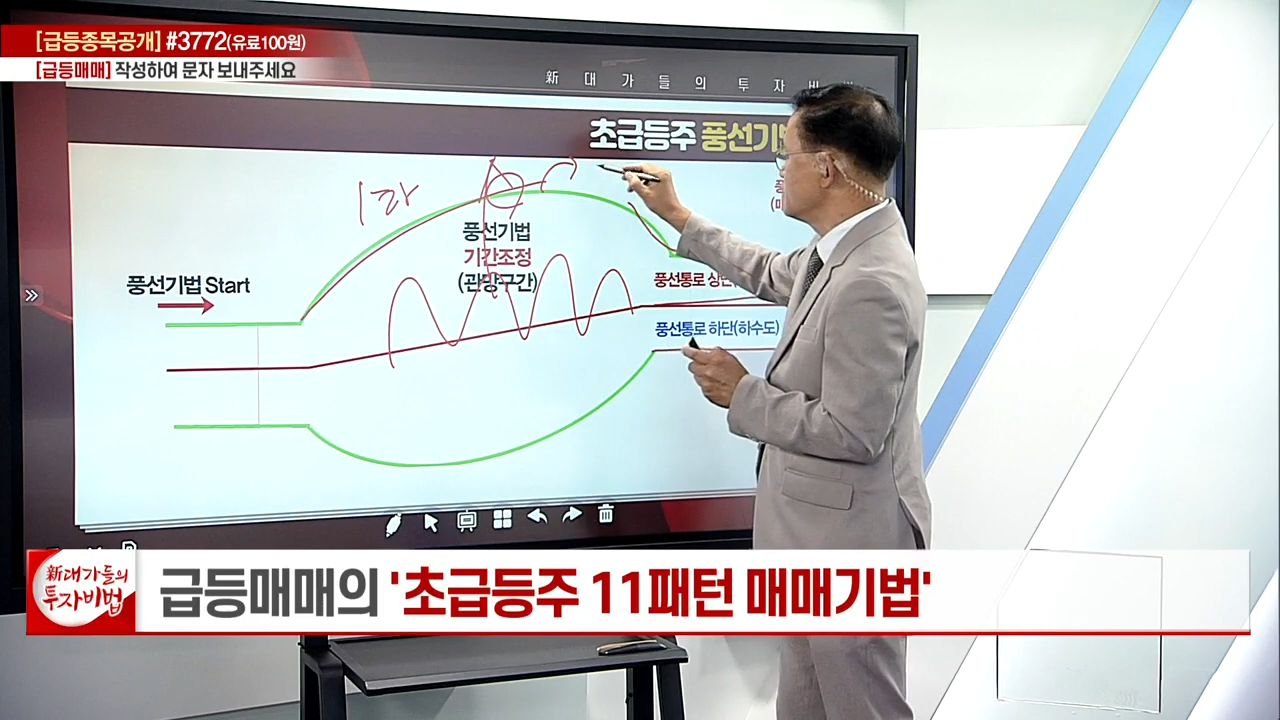 [급등종목공개] #3772(유료100원)
[급등매매] 작성하여 문자 보내주세요
新 대 가 들 의 투 자 비
초급등주 풍선기법
1차
풍선기법
기간조정
(관망구간)
풍선기법 Start
풍선통로 상단
풍선통로 하단(하수도)
新대가들의
투자비법
급등매매의 '초급등주 11패턴 매매기법'